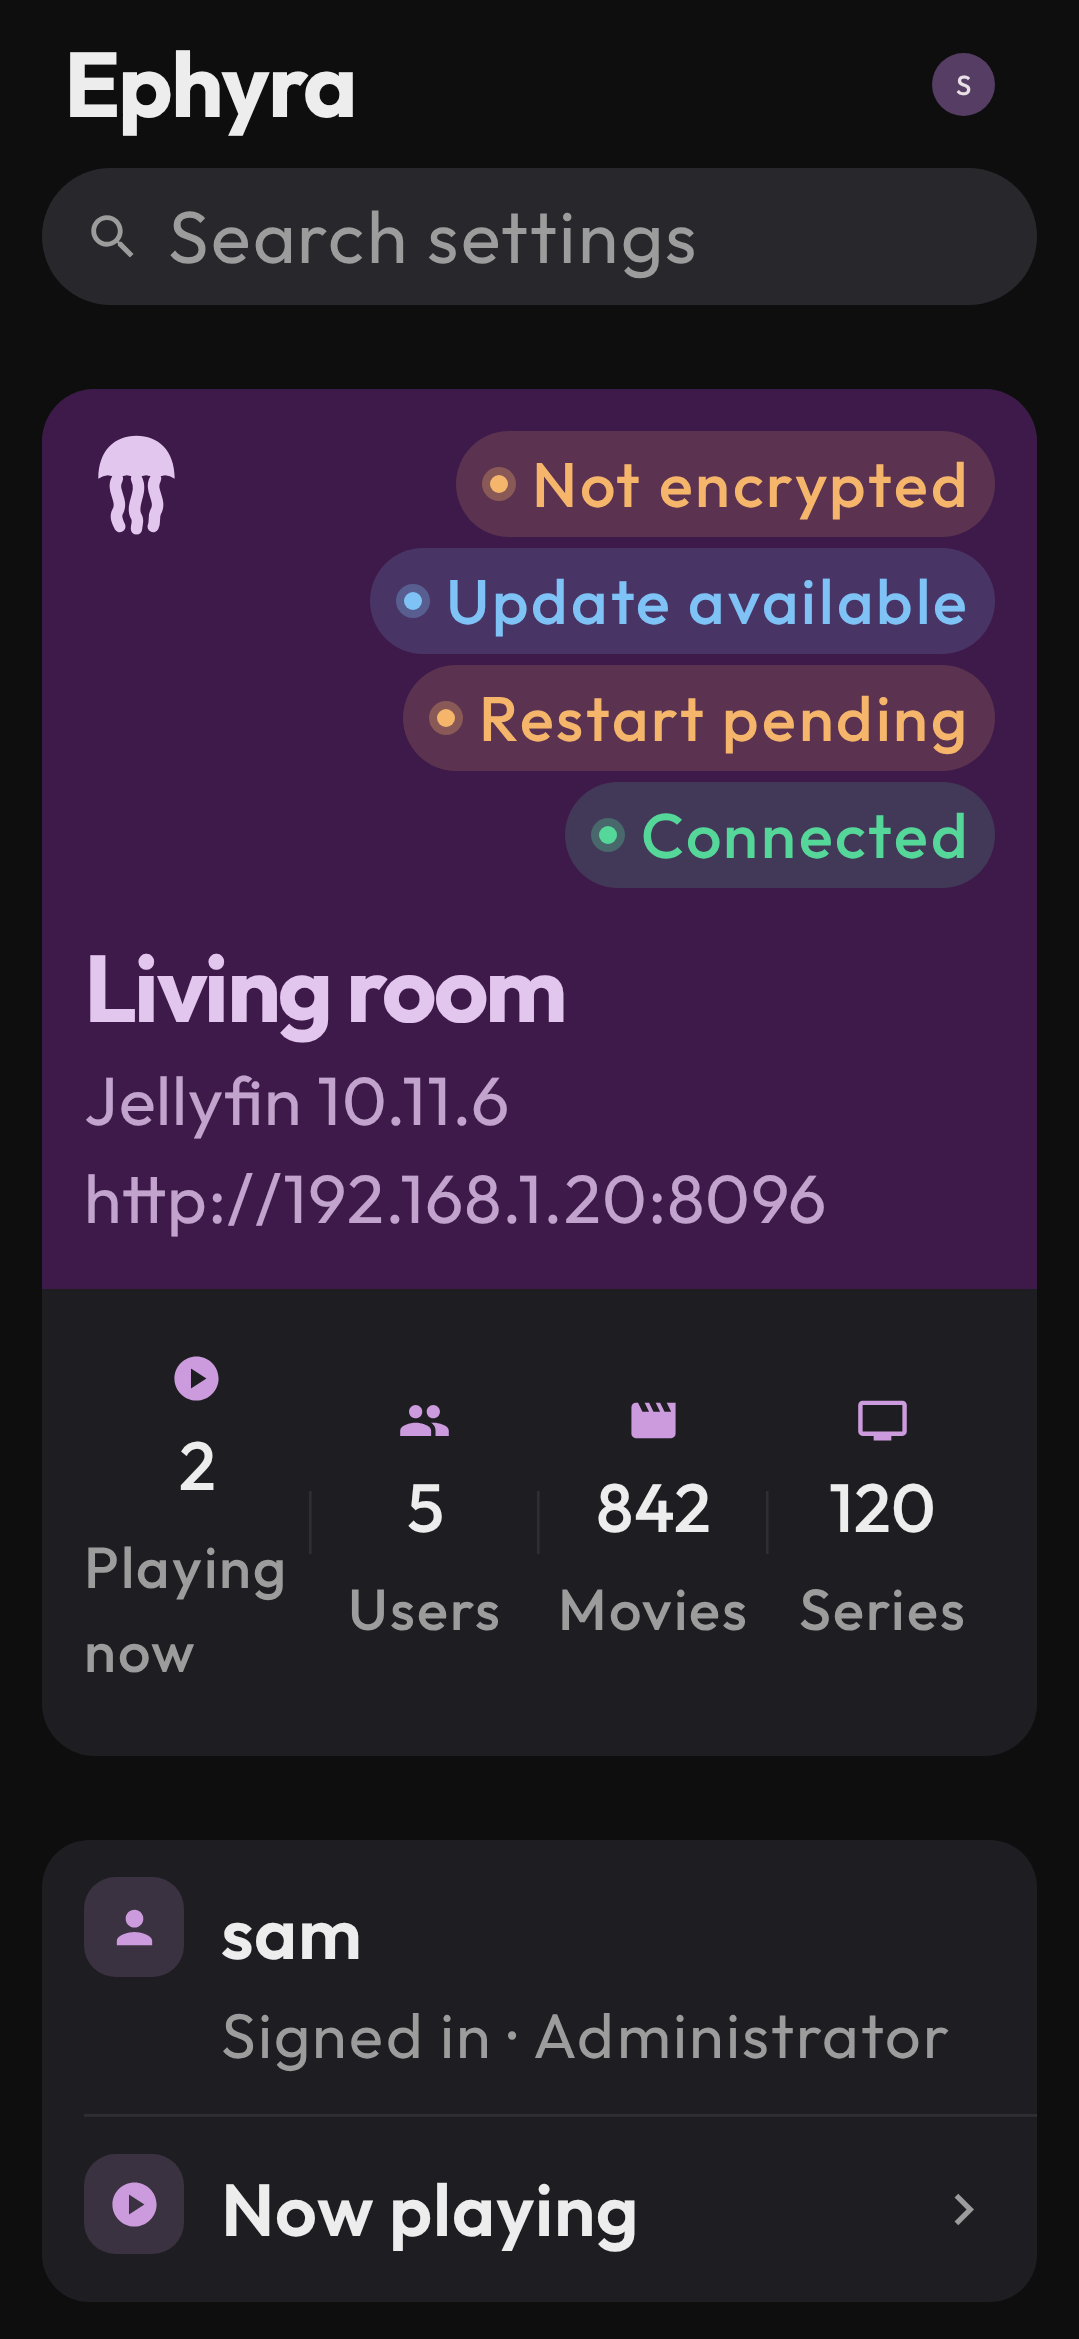 Ephyra
S
Search settings
Not encrypted
Update available
Restart pending
Connected
Living room
Jellyfin 10.11.6
http://192.168.1.20:8096
2
Playing
now
5
Users
842
Movies
120
Series
sam
Signed in · Administrator
Now playing